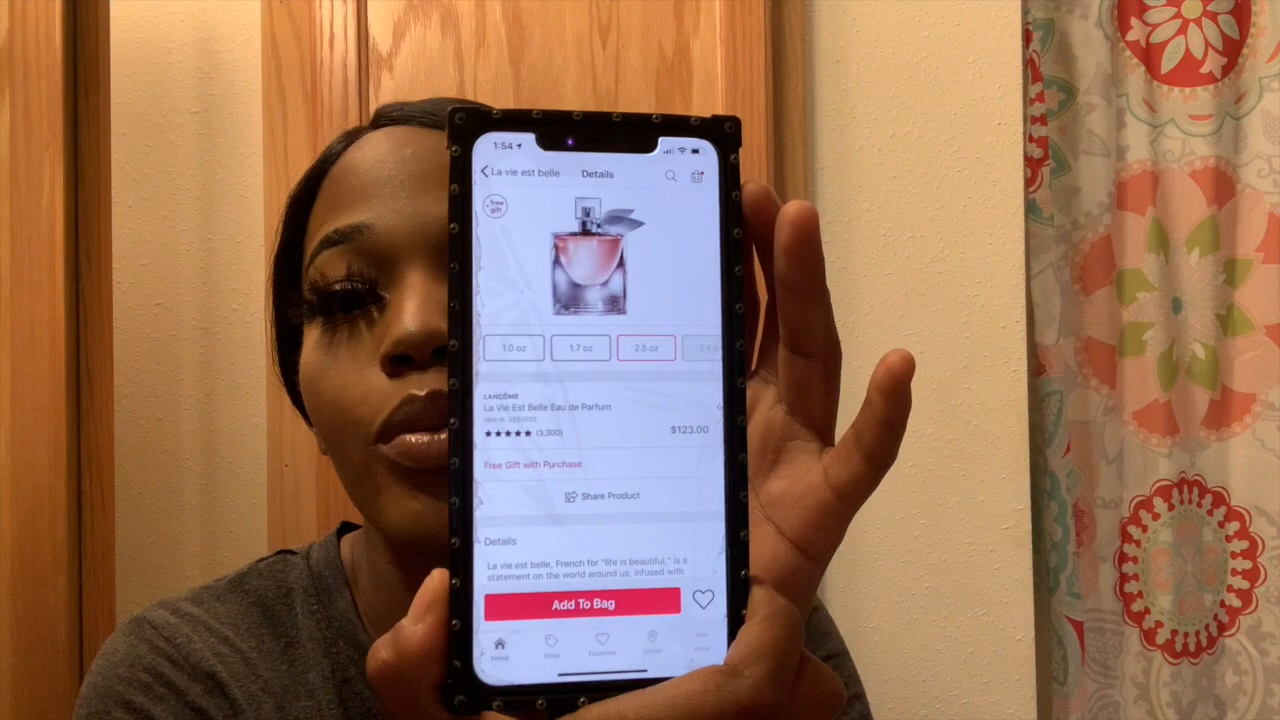 1:54
La vie est belle
Details
free
gift
1.0 oz
1.7 oz
2.5 oz
LANCÔME
La Vie Est Belle Eau de Parfum
(3,300)
$123.00
Free Gift with Purchase
Share Product
Details
La vie est belle, French for "life is beautiful," is a
statement on the world around us, infused with
Add To Bag
Home
Shop
Favorites